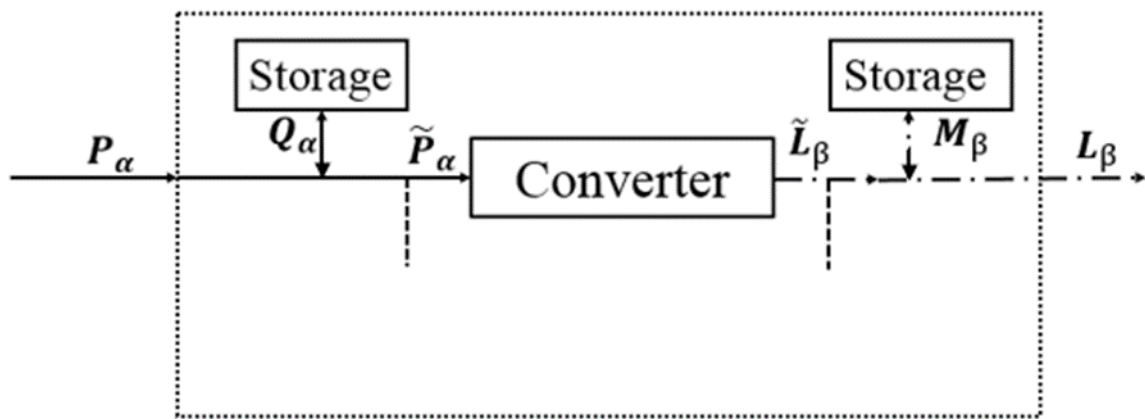 Storage
Storage
Q_α
P̃_α
L̃_β
M_β
P_α
L_β
Converter